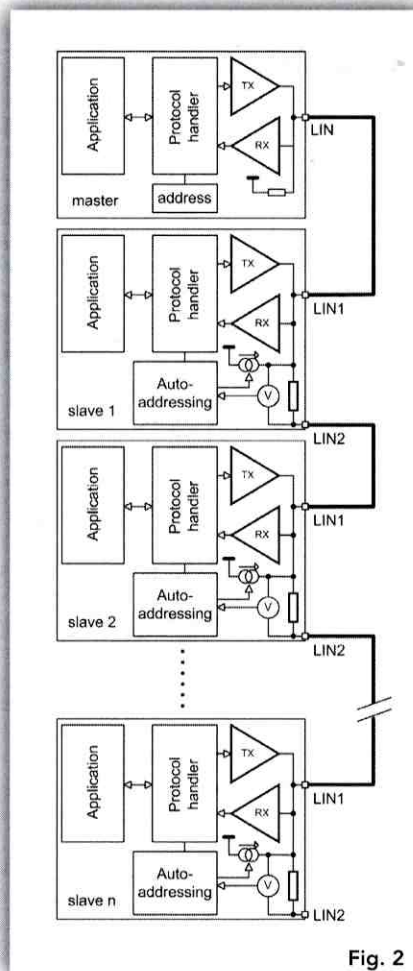 Application
Protocol
handler
TX
RX
LIN
master
address
Application
Protocol
handler
TX
RX
LIN1
Auto-
addressing
V
slave 1
LIN2
Application
Protocol
handler
TX
RX
LIN1
Auto-
addressing
V
slave 2
LIN2
Application
Protocol
handler
TX
RX
LIN1
Auto-
addressing
V
slave n
LIN2
Fig. 2